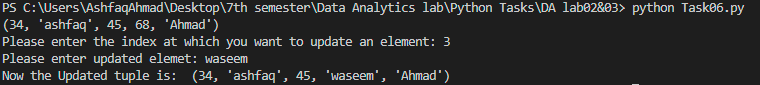 PS C:\Users\AshfaqAhmad\Desktop\7th semester\Data Analytics lab\Python Tasks\DA lab02&03> python Task06.py
(34, 'ashfaq', 45, 68, 'Ahmad')
Please enter the index at which you want to update an element: 3
Please enter updated elemet: waseem
Now the Updated tuple is:  (34, 'ashfaq', 45, 'waseem', 'Ahmad')